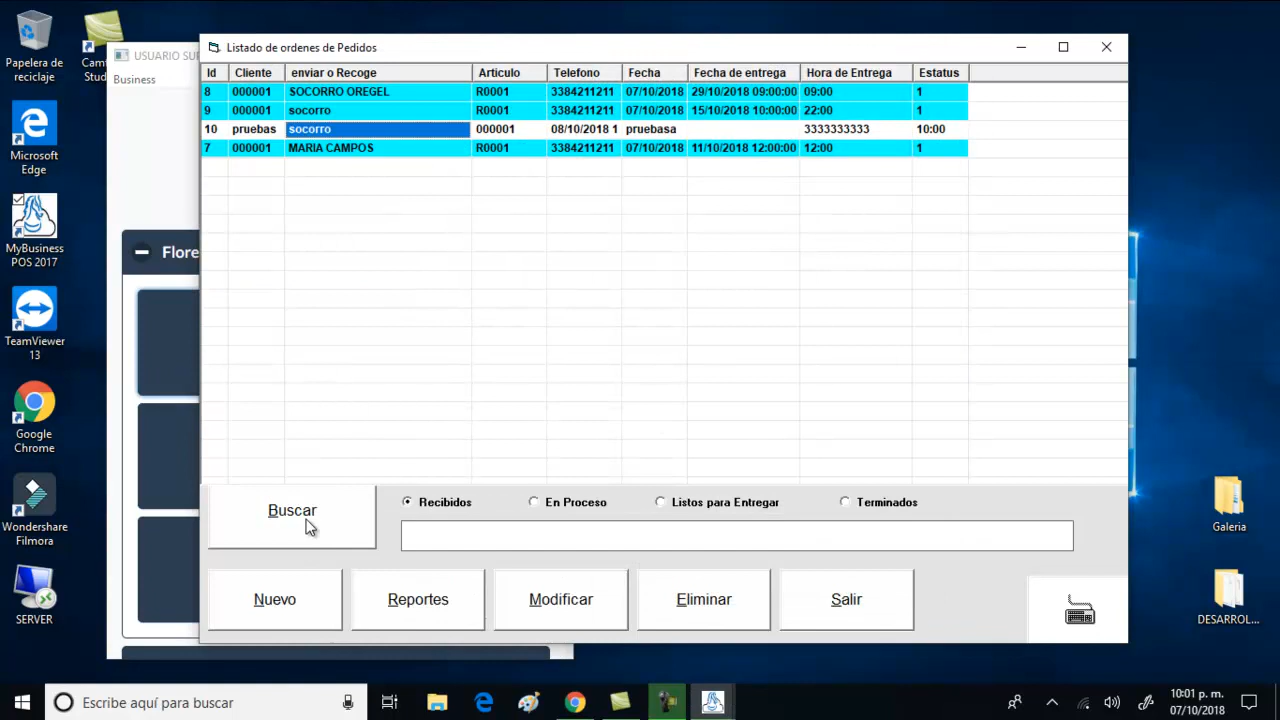 Papelera de
reciclaje
Microsoft
Edge
MyBusiness
POS 2017
TeamViewer
13
Google
Chrome
Wondershare
Filmora
SERVER
USUARIO
Business
Listado de ordenes de Pedidos
Id Cliente enviar o Recoge Articulo Telefono Fecha Fecha de entrega Hora de Entrega Estatus
8 000001 SOCORRO OREGEL R0001 3384211211 07/10/2018 29/10/2018 09:00:00 09:00 1
9 000001 socorro R0001 3384211211 07/10/2018 15/10/2018 10:00:00 22:00 1
10 pruebas socorro 000001 08/10/2018 1 pruebasa 3333333333 10:00
7 000001 MARIA CAMPOS R0001 3384211211 07/10/2018 11/10/2018 12:00:00 12:00 1
Buscar
Recibidos En Proceso Listos para Entregar Terminados
Nuevo Reportes Modificar Eliminar Salir
Galeria
DESARROL...
Escribe aquí para buscar
10:01 p. m.
07/10/2018